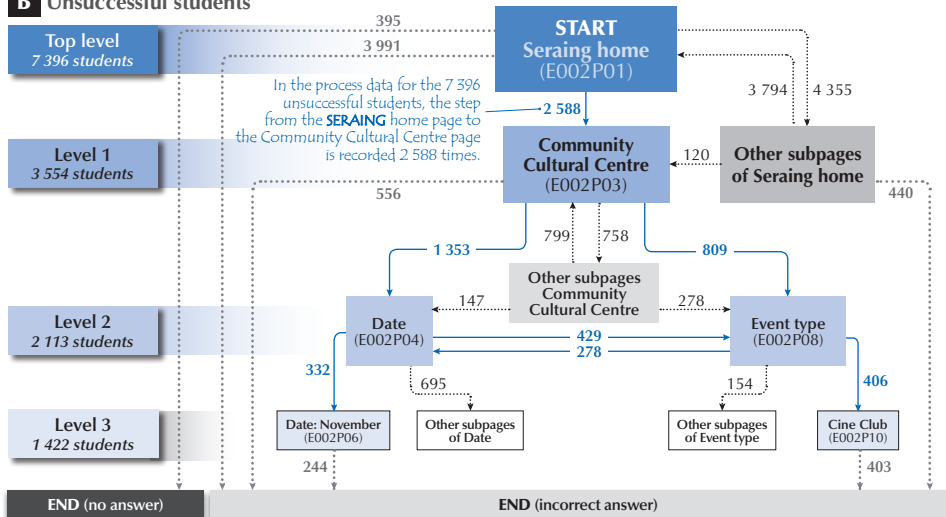 B Unsuccessful students
395
START
Seraing home
(E002P01)
Top level
7 396 students
3 991
3 794
4 355
In the process data for the 7 396
unsuccessful students, the step
from the SERAING home page to
the Community Cultural Centre page
is recorded 2 588 times.
2 588
Level 1
3 554 students
Community
Cultural Centre
(E002P03)
120
Other subpages
of Seraing home
556
440
1 353
799
758
809
Other subpages
Community
Cultural Centre
147
278
Level 2
2 113 students
Date
(E002P04)
429
278
Event type
(E002P08)
332
695
154
406
Level 3
1 422 students
Date: November
(E002P06)
Other subpages
of Date
Other subpages
of Event type
Cine Club
(E002P10)
244
403
END (no answer)
END (incorrect answer)